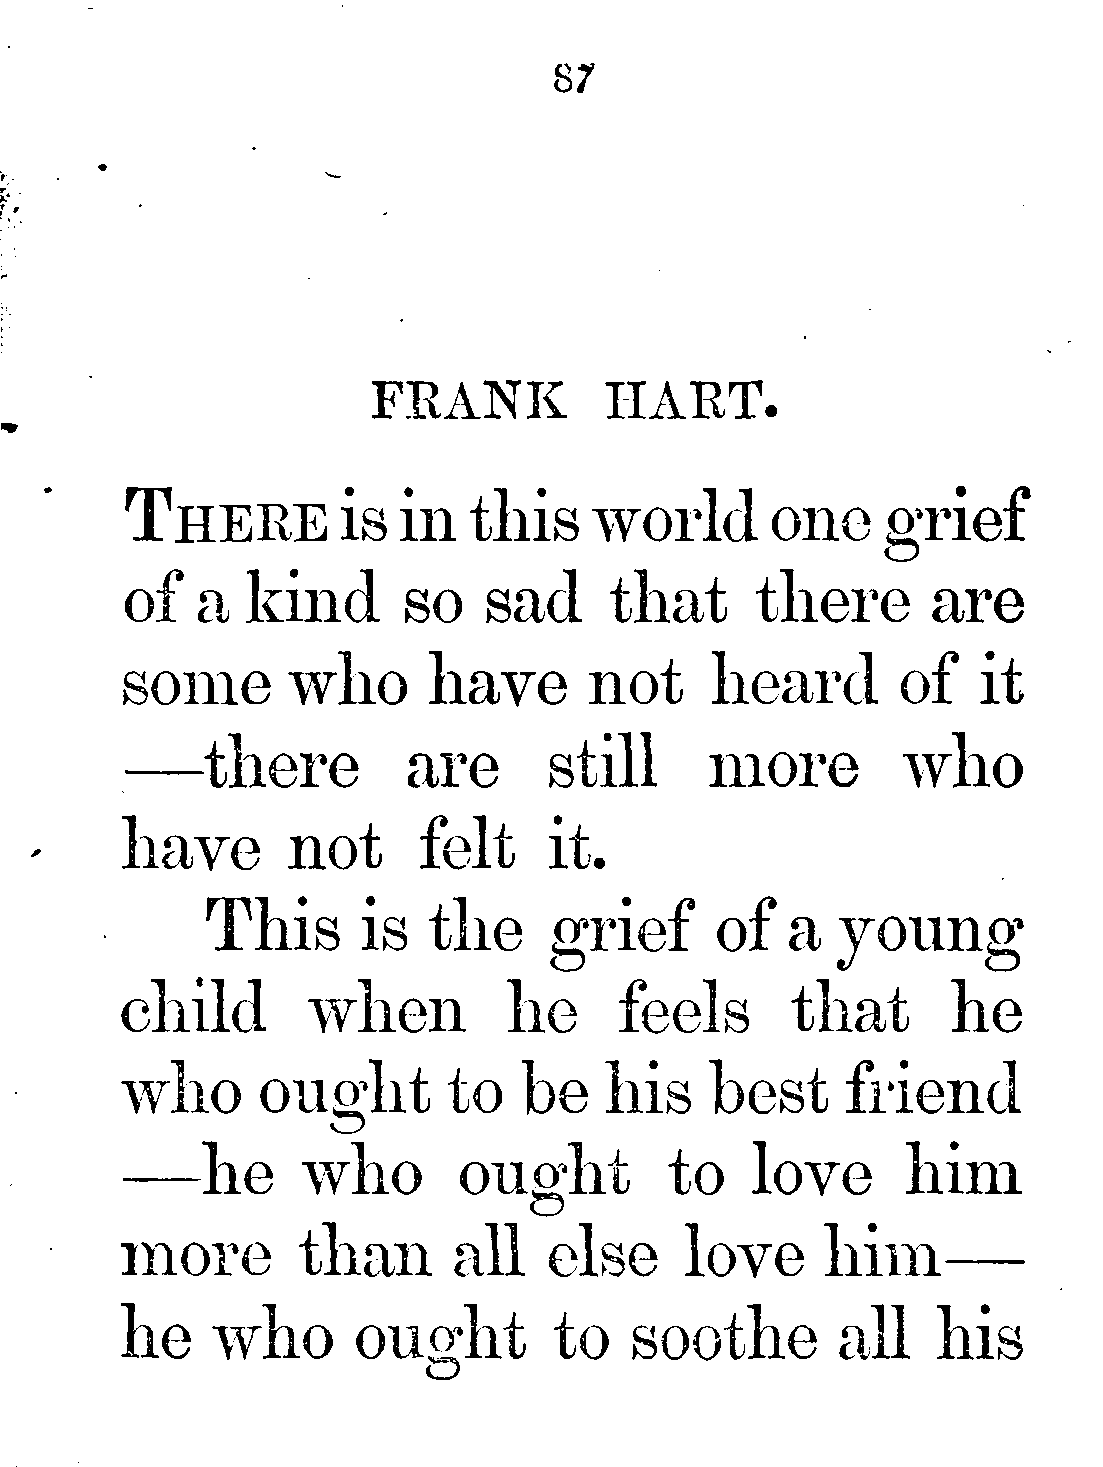 87
FRANK HART.
THERE is in this world one grief
of a kind so sad that there are
some who have not heard of it
—there are still more who
have not felt it.
This is the grief of a young
child when he feels that he
who ought to be his best friend
—he who ought to love him
more than all else love him—
he who ought to soothe all his